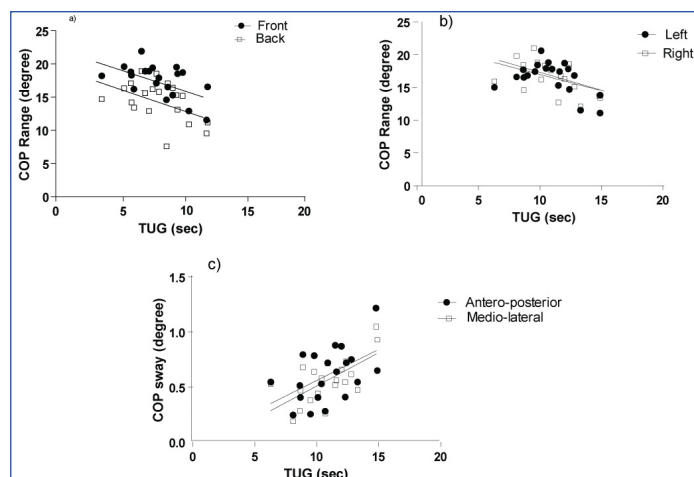 a)
Front
Back
COP Range (degree)
25
20
15
10
5
0
0 5 10 15 20
TUG (sec)
b)
Left
Right
COP Range (degree)
25
20
15
10
5
0
0 5 10 15 20
TUG (sec)
c)
Antero-posterior
Medio-lateral
COP sway (degree)
1.5
1.0
0.5
0.0
0 5 10 15 20
TUG (sec)